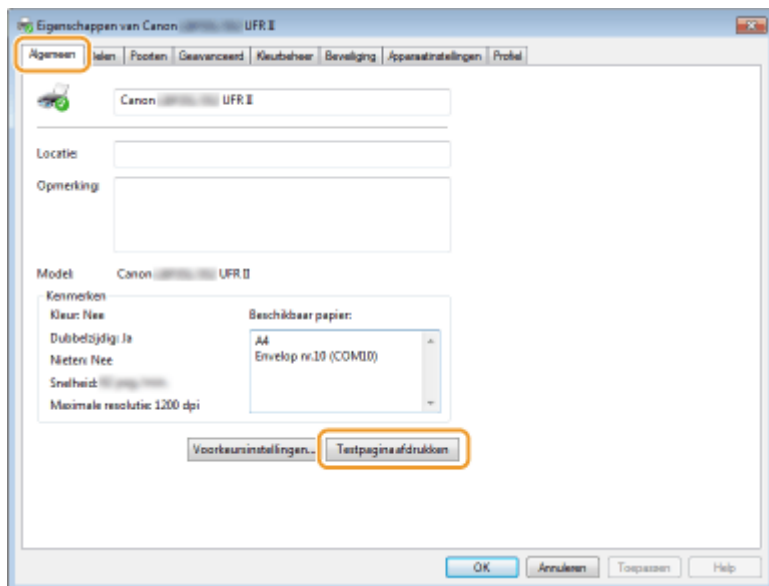 Eigenschappen van Canon UFR II
Algemeen Delen Poorten Geavanceerd Kleurbeheer Beveiliging Apparaatinstellingen Profiel
Canon UFR II
Locatie:
Opmerking:
Model: Canon UFR II
Kenmerken
Kleur: Nee Beschikbaar papier:
Dubbelzijdig: Ja A4
Nieten: Nee Envelop nr.10 (COM10)
Snelheid:
Maximale resolutie: 1200 dpi
Voorkeursinstellingen... Testpagina afdrukken
OK Annuleren Toepassen Help